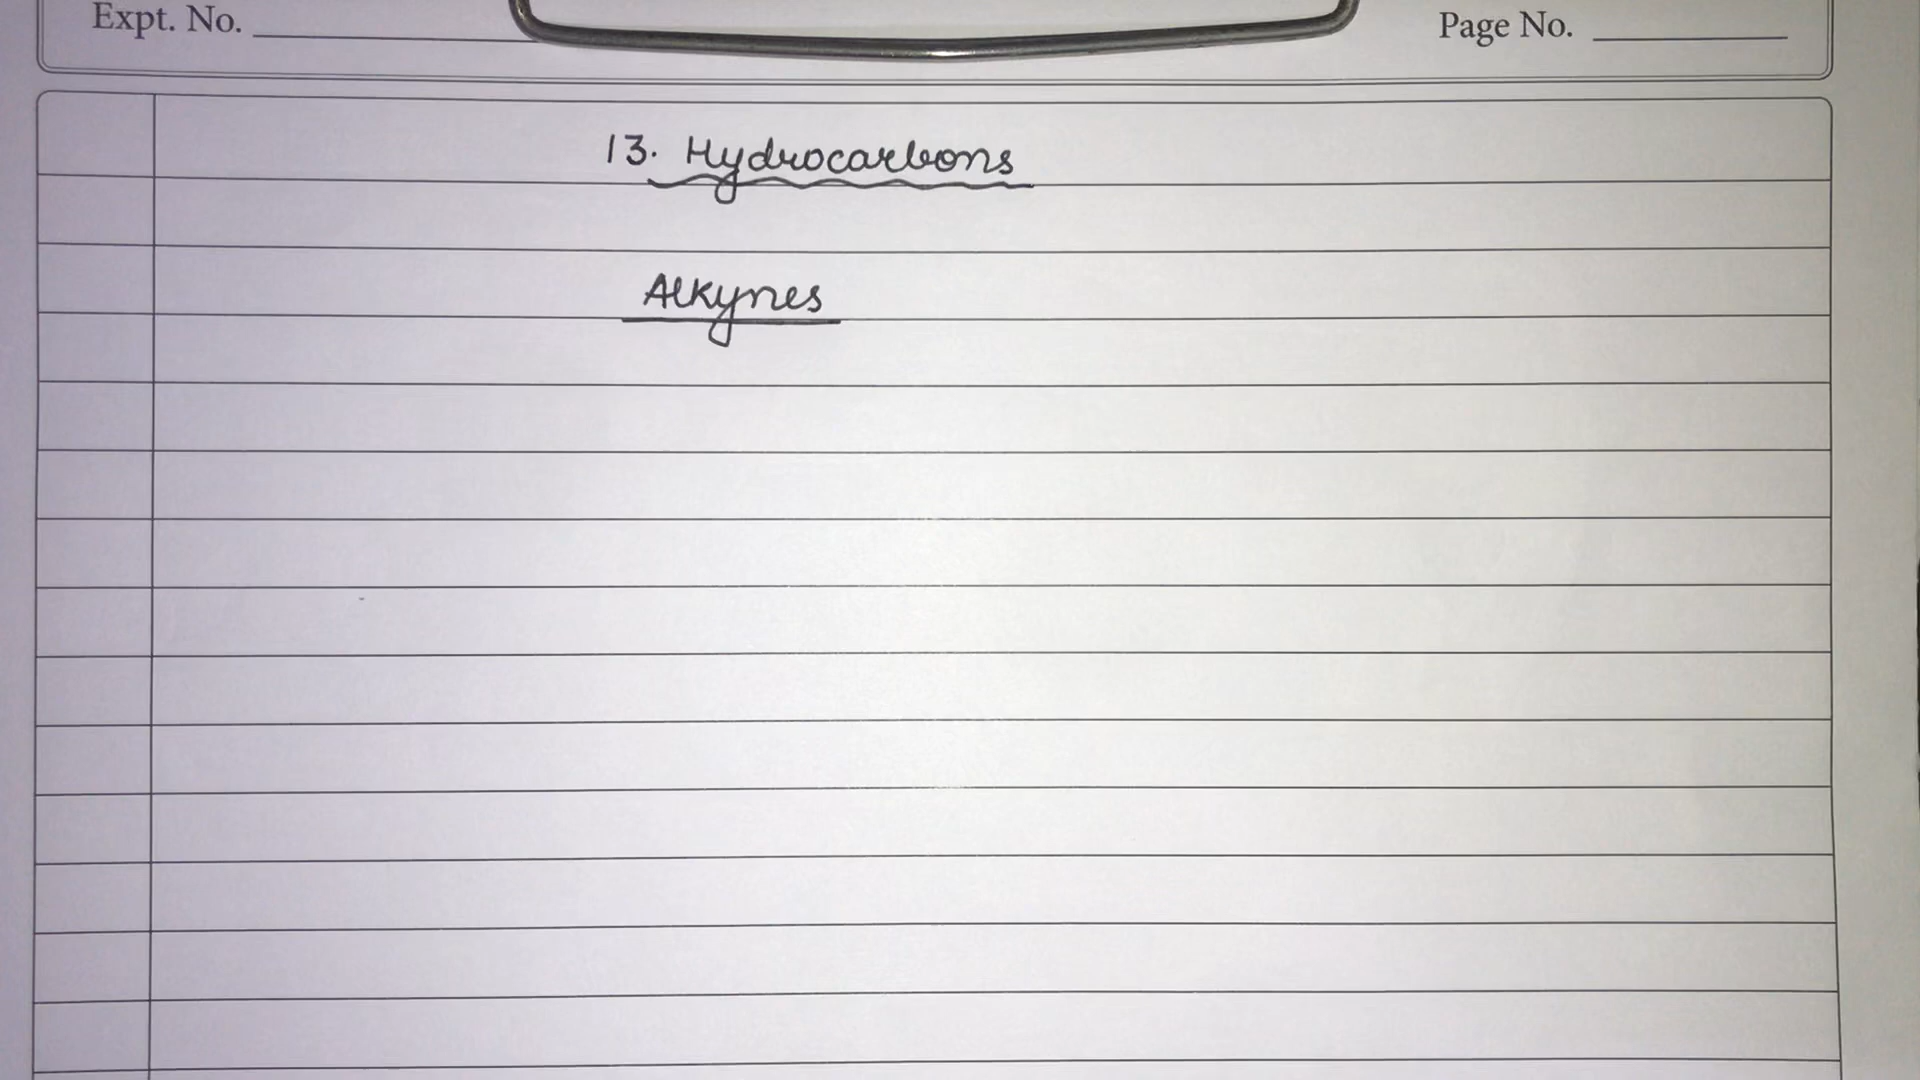 Expt. No. Page No.
13. Hydrocarbons
Alkynes